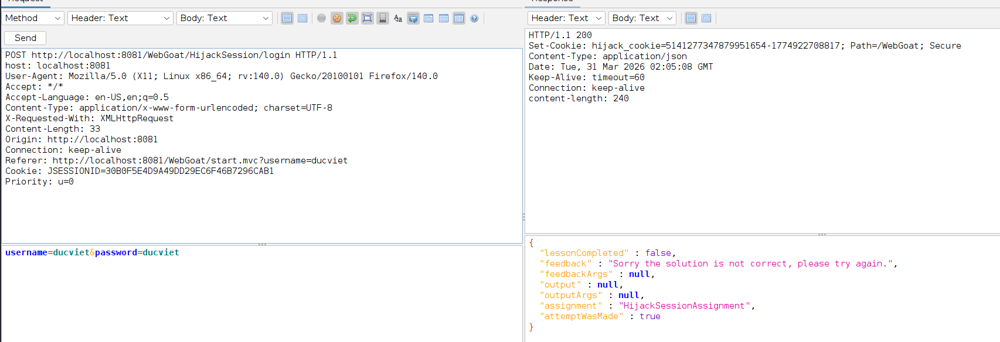 Request
Response
Method Header: Text Body: Text
Header: Text Body: Text
Send
POST http://localhost:8081/WebGoat/HijackSession/login HTTP/1.1
host: localhost:8081
User-Agent: Mozilla/5.0 (X11; Linux x86_64; rv:140.0) Gecko/20100101 Firefox/140.0
Accept: */*
Accept-Language: en-US,en;q=0.5
Content-Type: application/x-www-form-urlencoded; charset=UTF-8
X-Requested-With: XMLHttpRequest
Content-Length: 33
Origin: http://localhost:8081
Connection: keep-alive
Referer: http://localhost:8081/WebGoat/start.mvc?username=ducviet
Cookie: JSESSIONID=30B0F5E4D9A49DD29EC6F46B7296CAB1
Priority: u=0
username=ducviet&password=ducviet
HTTP/1.1 200
Set-Cookie: hijack_cookie=5141277347879951654-1774922708817; Path=/WebGoat; Secure
Content-Type: application/json
Date: Tue, 31 Mar 2026 02:05:08 GMT
Keep-Alive: timeout=60
Connection: keep-alive
content-length: 240
{
"lessonCompleted" : false,
"feedback" : "Sorry the solution is not correct, please try again.",
"feedbackArgs" : null,
"output" : null,
"outputArgs" : null,
"assignment" : "HijackSessionAssignment",
"attemptWasMade" : true
}